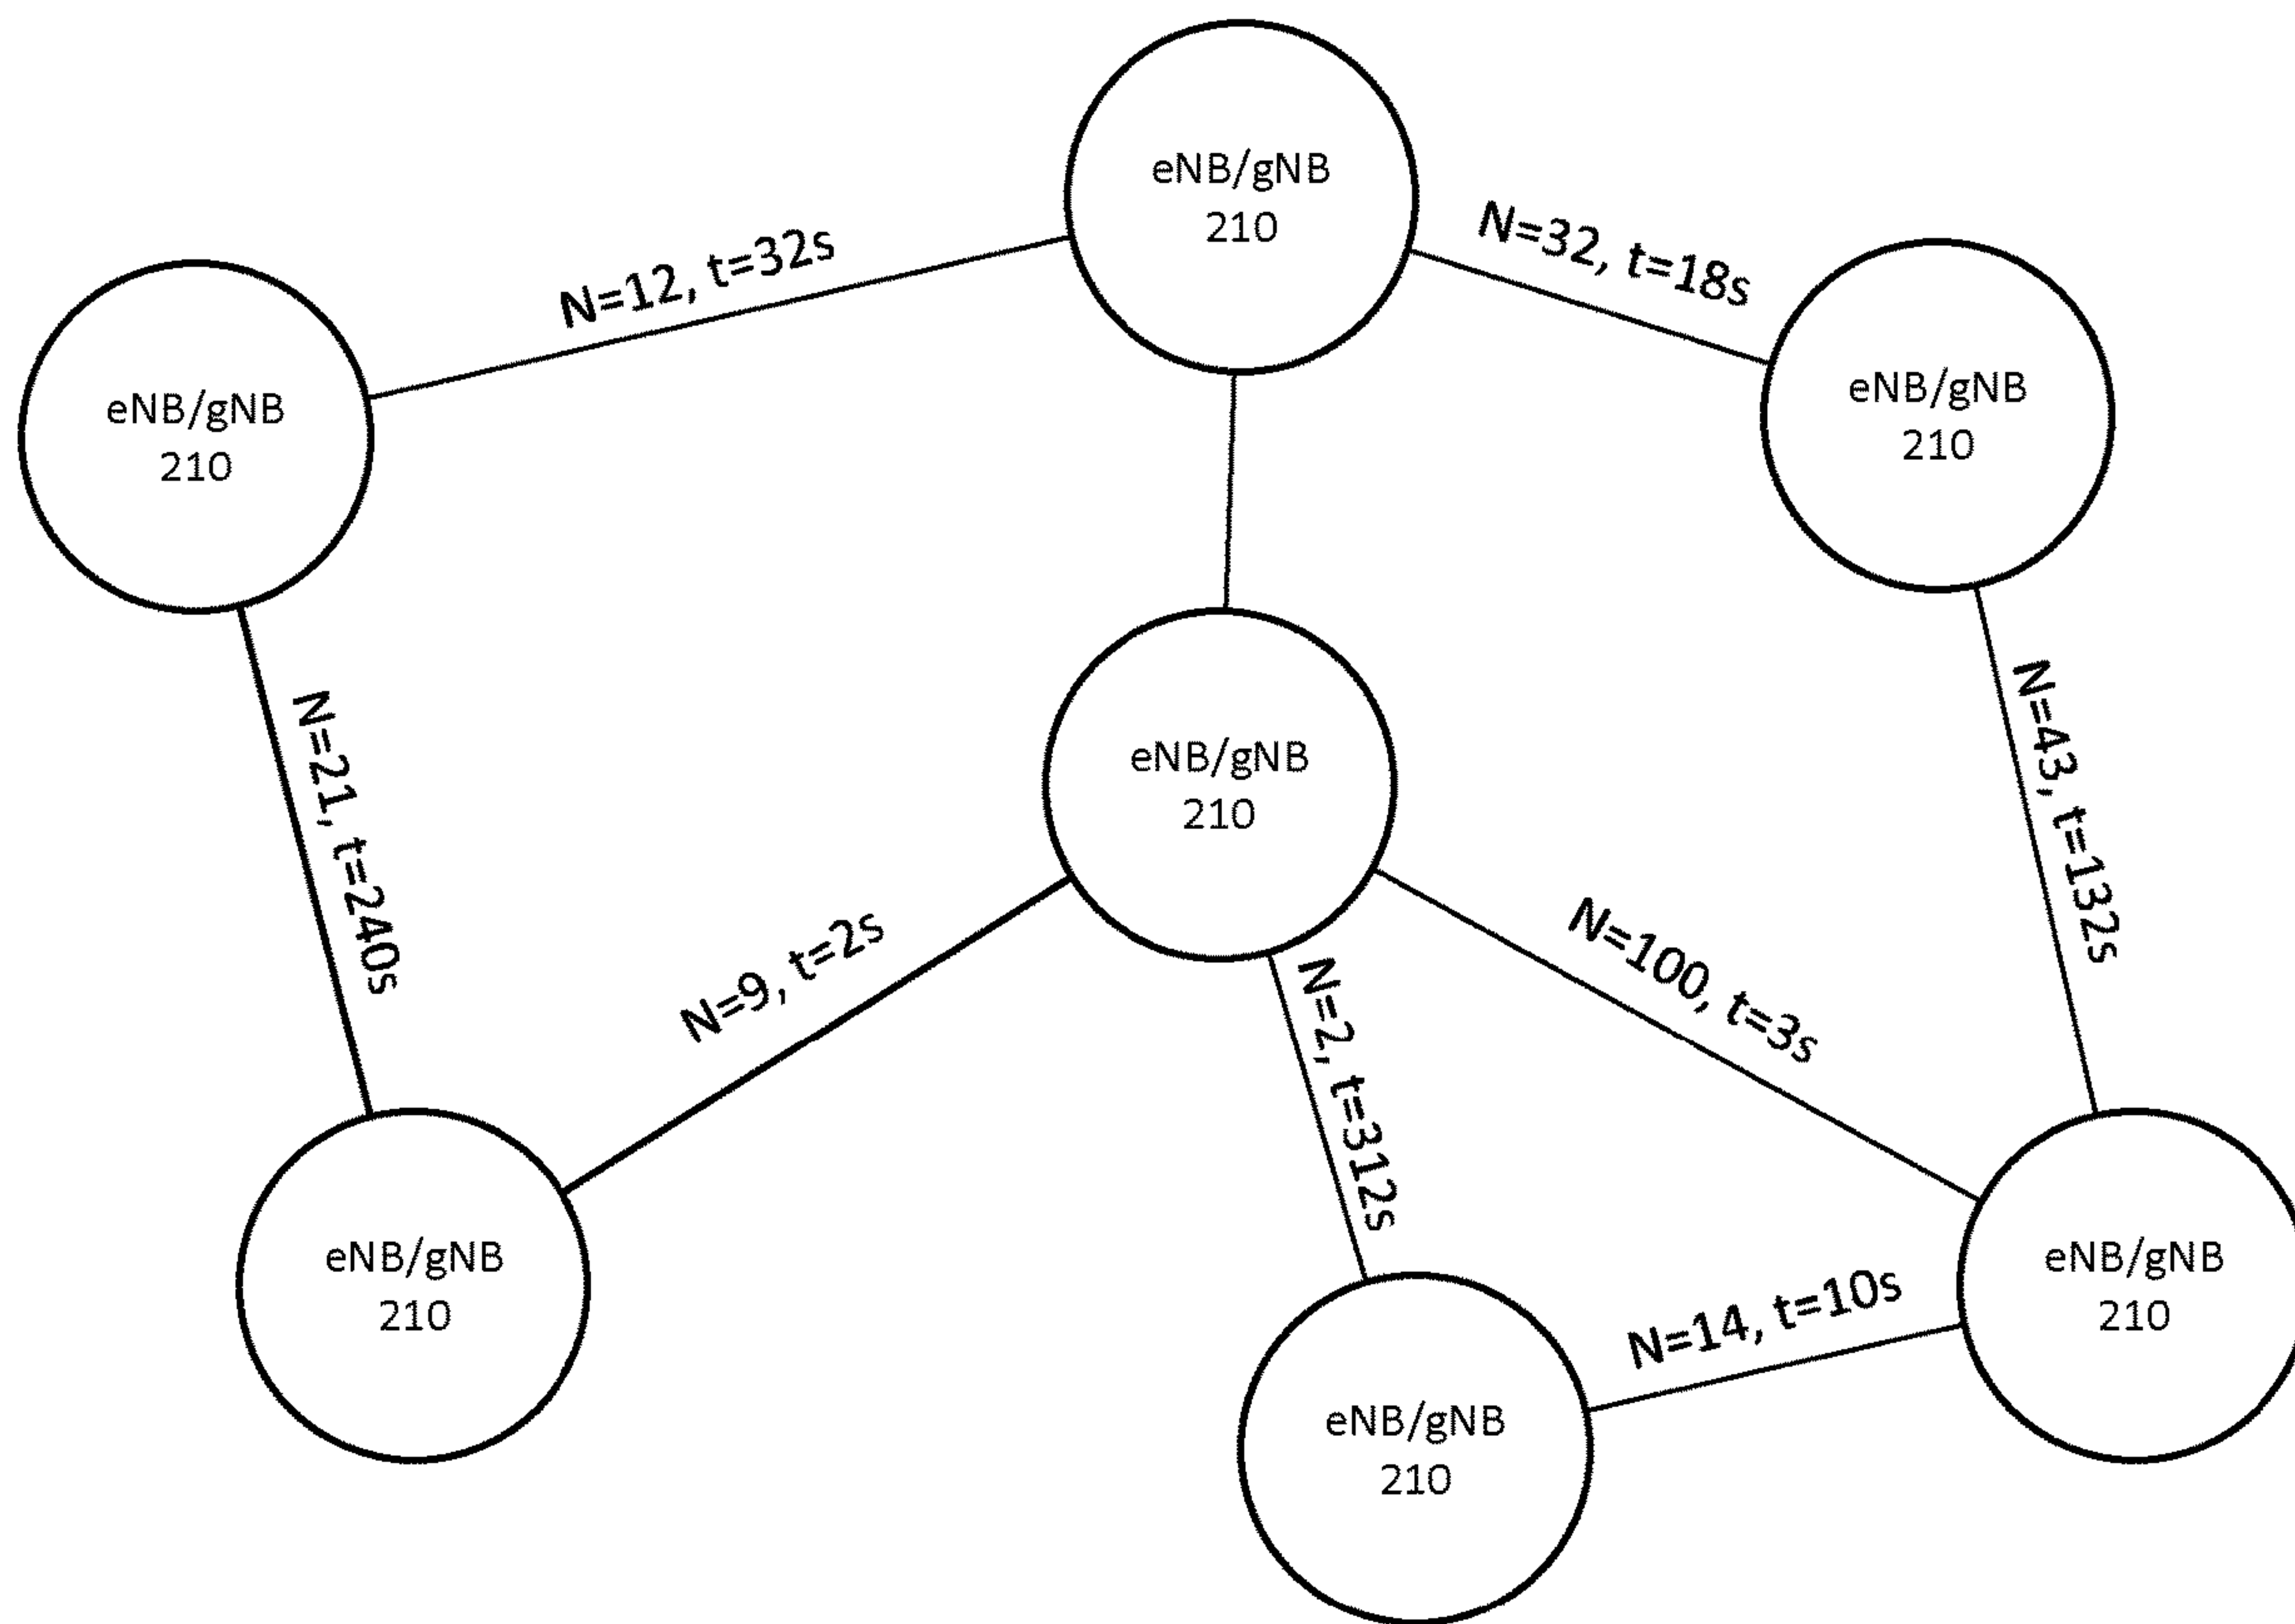 eNB/gNB
210
N=12, t=32s
N=32, t=18s
eNB/gNB
210
eNB/gNB
210
N=21, t=240s
eNB/gNB
210
N=43, t=132s
N=9, t=2s
N=2, t=312s
N=100, t=3s
eNB/gNB
210
eNB/gNB
210
N=14, t=10s
eNB/gNB
210